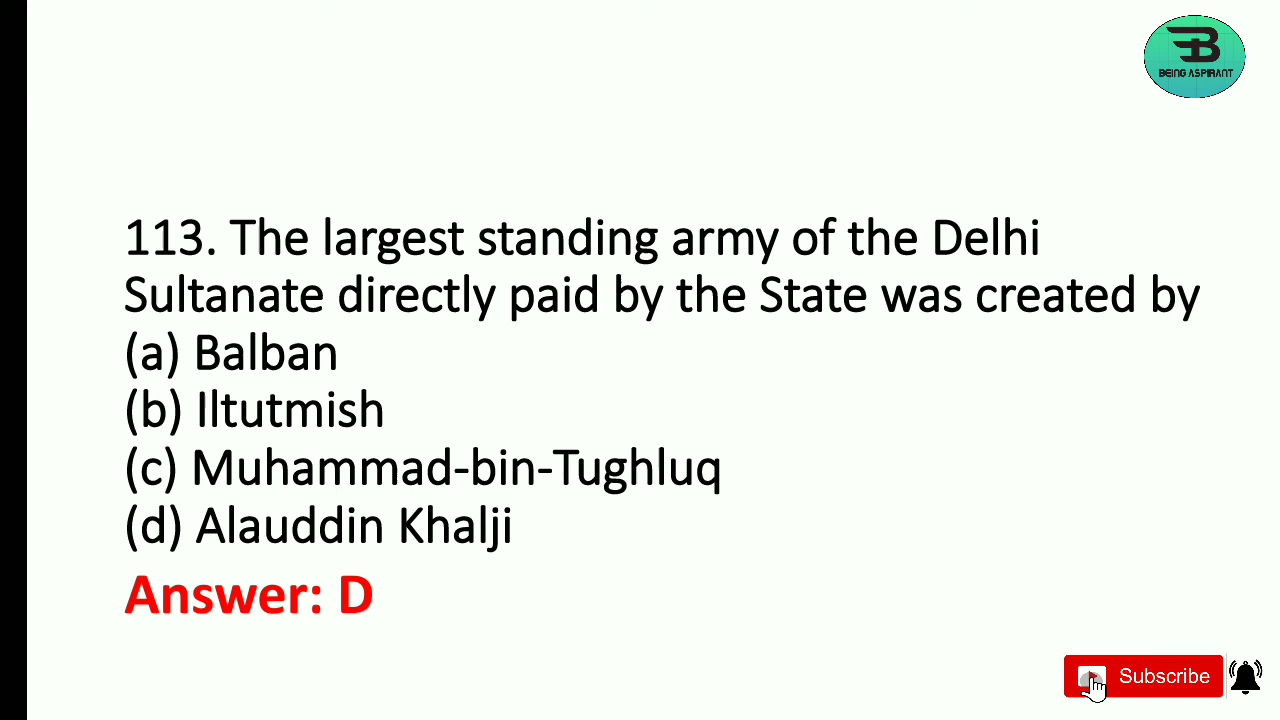 BEING ASPIRANT
113. The largest standing army of the Delhi
Sultanate directly paid by the State was created by
(a) Balban
(b) Iltutmish
(c) Muhammad-bin-Tughluq
(d) Alauddin Khalji
Answer: D
Subscribe